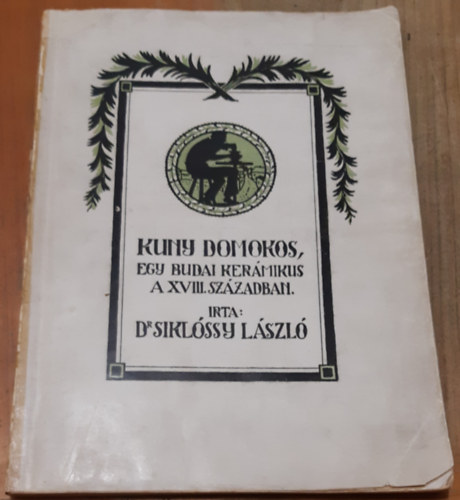 KUNY DOMOKOS,
EGY BUDAI KERÁMIKUS
A XVIII. SZÁZADBAN.
IRTA:
DR SIKLÓSSY LÁSZLÓ